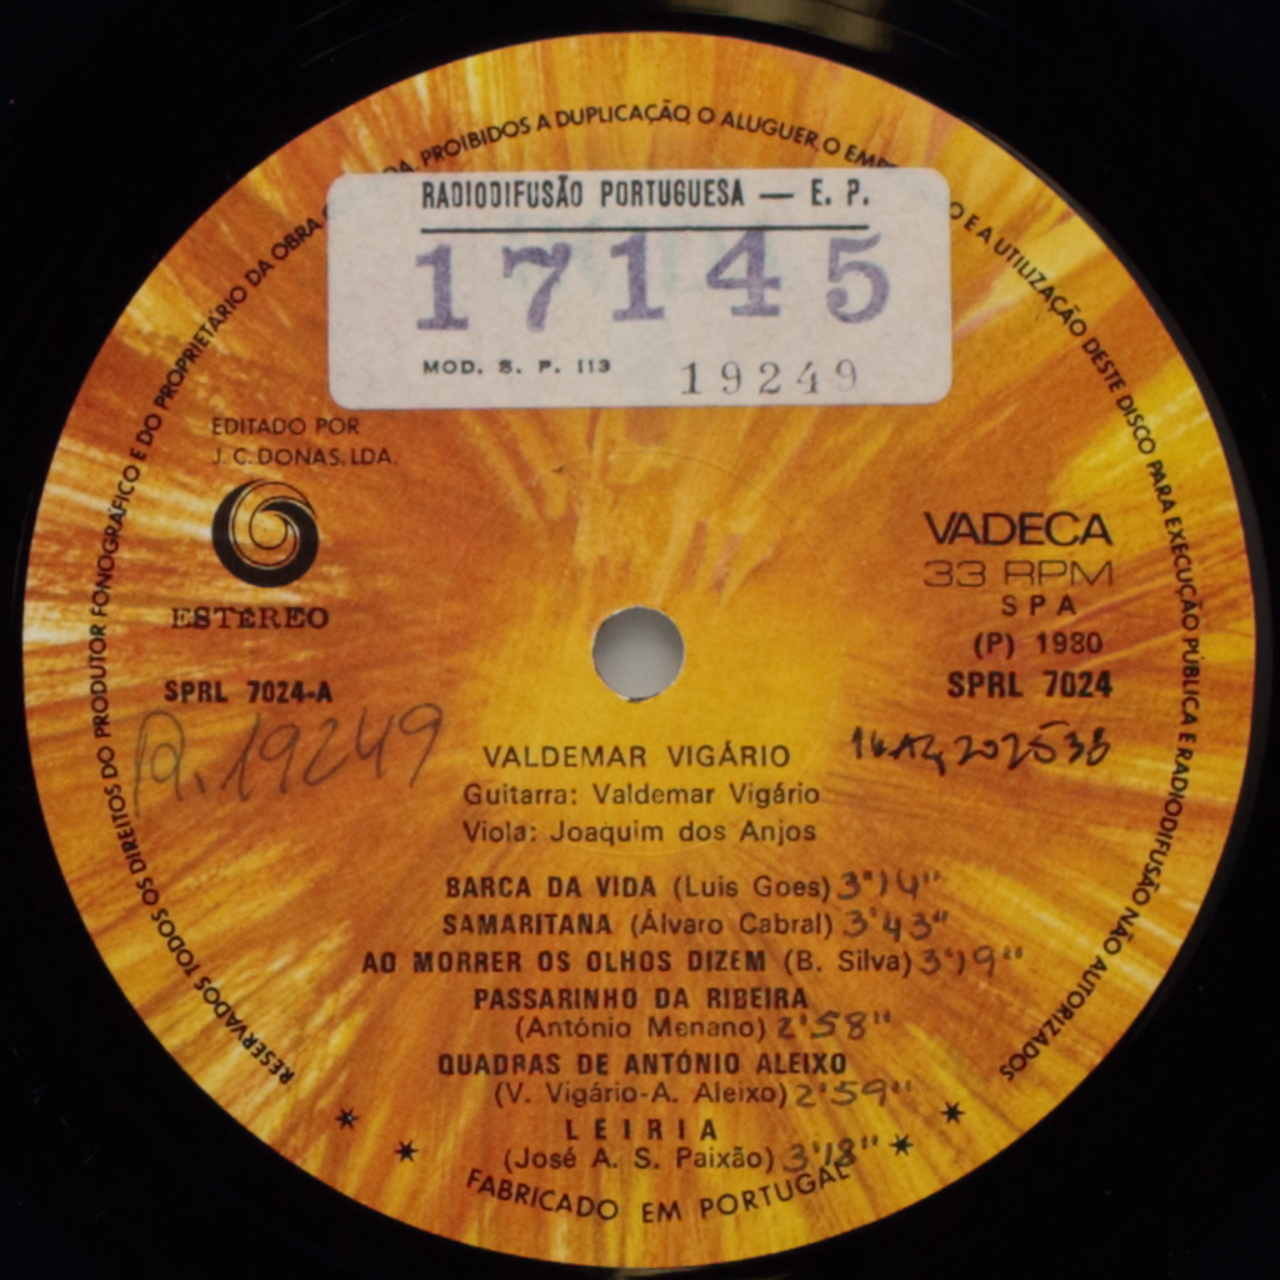 RESERVADOS TODOS OS DIREITOS DO PRODUTOR FONOGRÁFICO E DO PROPRIETÁRIO DA OBRA PROIBIDOS A DUPLICAÇÃO, O ALUGUER, O E A UTILIZAÇÃO DESTE DISCO PARA EXECUÇÃO PÚBLICA E RADIODIFUSÃO NÃO AUTORIZADOS
RADIODIFUSÃO PORTUGUESA — E. P.
17145
MOD. S. P. 113 19249
EDITADO POR
J. C. DONAS, LDA.
ESTÉREO
SPRL 7024-A
R. 19249
VADECA
33 RPM
SPA
(P) 1980
SPRL 7024
VALDEMAR VIGÁRIO
Guitarra: Valdemar Vigário
Viola: Joaquim dos Anjos
BARCA DA VIDA (Luis Goes) 3'14"
SAMARITANA (Álvaro Cabral) 3'43"
AO MORRER OS OLHOS DIZEM (B. Silva) 3'19"
PASSARINHO DA RIBEIRA
(António Menano) 2'58"
QUADRAS DE ANTÓNIO ALEIXO
(V. Vigário-A. Aleixo) 2'59"
LEIRIA
(José A. S. Paixão) 3'18"
FABRICADO EM PORTUGAL